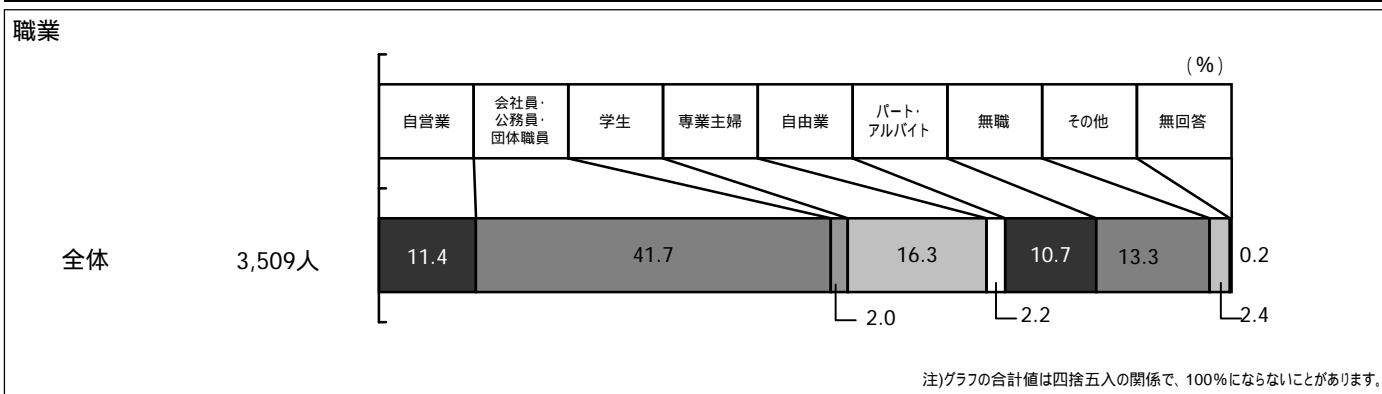 職業
(%)
自営業
会社員・
公務員・
団体職員
学生
専業主婦
自由業
パート・
アルバイト
無職
その他
無回答
全体
3,509人
11.4
41.7
16.3
10.7
13.3
0.2
2.0
2.2
2.4
注)グラフの合計値は四捨五入の関係で、100%にならないことがあります。